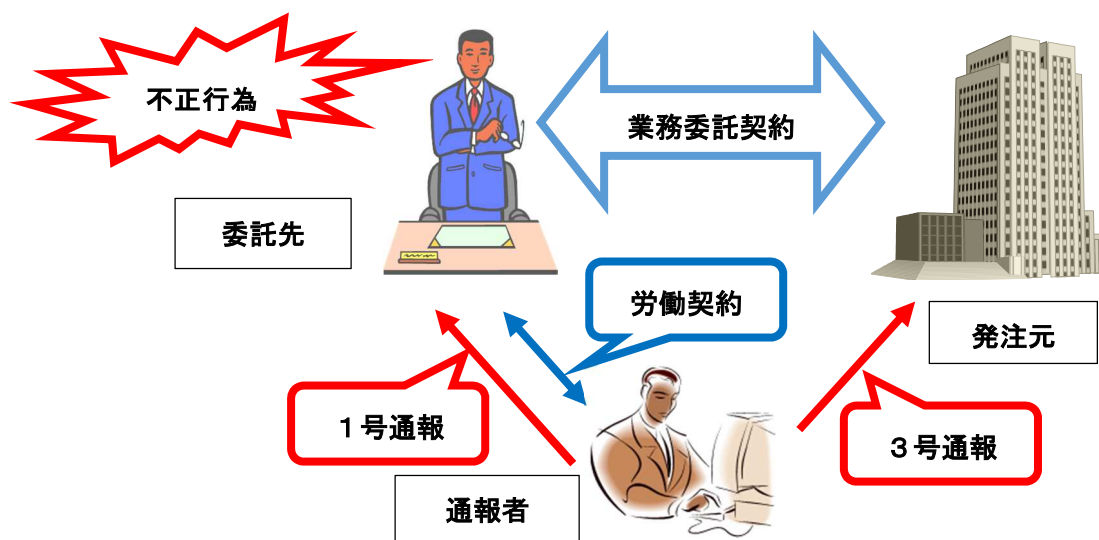 不正行為
業務委託契約
委託先
労働契約
発注元
１号通報
３号通報
通報者